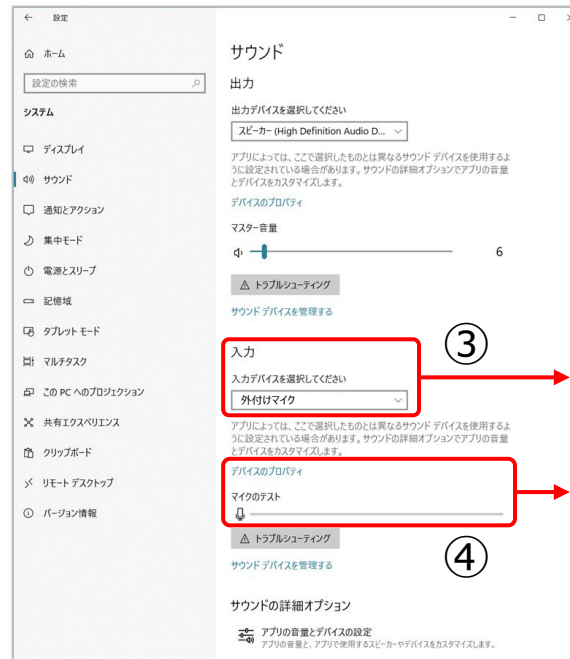 設定
ホーム
設定の検索
システム
ディスプレイ
サウンド
通知とアクション
集中モード
電源とスリープ
記憶域
タブレット モード
マルチタスク
この PC へのプロジェクション
共有エクスペリエンス
クリップボード
リモート デスクトップ
バージョン情報
サウンド
出力
出力デバイスを選択してください
スピーカー (High Definition Audio D...
アプリによっては、ここで選択したものとは異なるサウンド デバイスを使用するよ
うに設定されている場合があります。サウンドの詳細オプションでアプリの音量
とデバイスをカスタマイズします。
デバイスのプロパティ
マスター音量
6
トラブルシューティング
サウンド デバイスを管理する
③
入力
入力デバイスを選択してください
外付けマイク
アプリによっては、ここで選択したものとは異なるサウンド デバイスを使用するよ
うに設定されている場合があります。サウンドの詳細オプションでアプリの音量
とデバイスをカスタマイズします。
デバイスのプロパティ
マイクのテスト
トラブルシューティング
④
サウンド デバイスを管理する
サウンドの詳細オプション
アプリの音量とデバイスの設定
アプリの音量と、アプリで使用するスピーカーやデバイスをカスタマイズします。